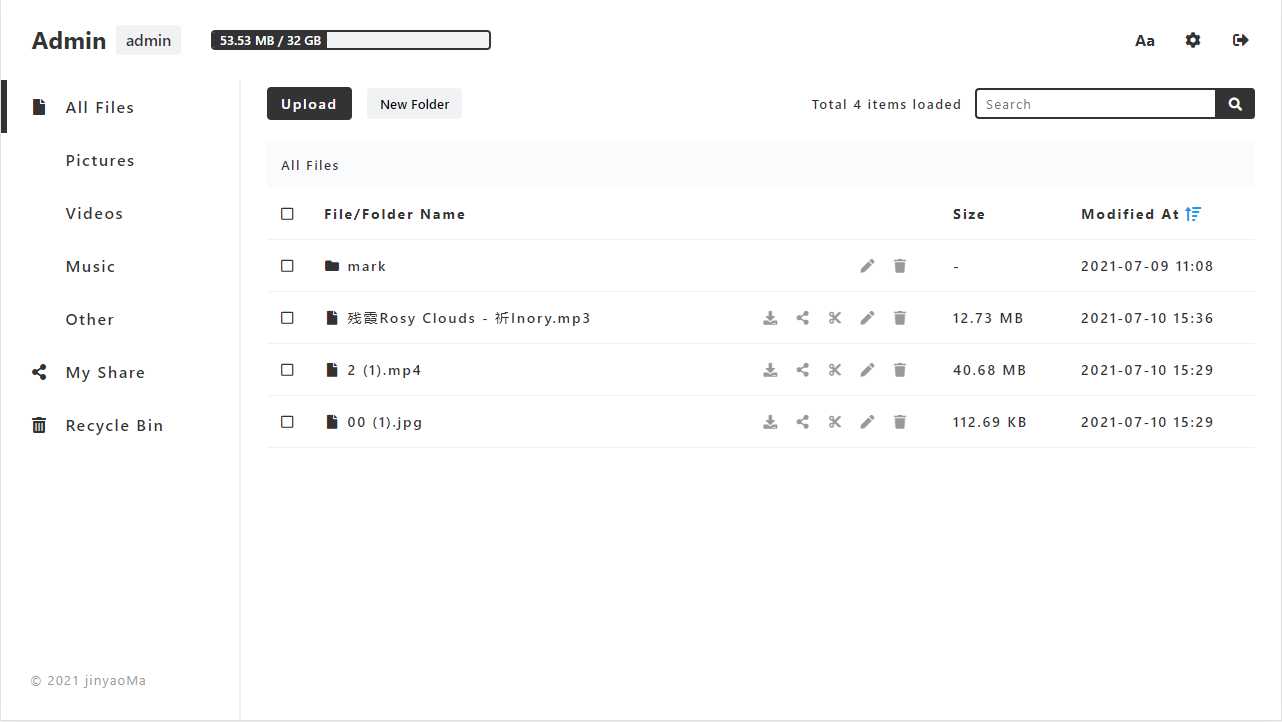 Admin admin 53.53 MB / 32 GB Aa
All Files
Pictures
Videos
Music
Other
My Share
Recycle Bin
© 2021 jinyaoMa
Upload New Folder Total 4 items loaded Search
All Files
File/Folder Name Size Modified At
mark - 2021-07-09 11:08
残霞Rosy Clouds - 祈Inory.mp3 12.73 MB 2021-07-10 15:36
2 (1).mp4 40.68 MB 2021-07-10 15:29
00 (1).jpg 112.69 KB 2021-07-10 15:29